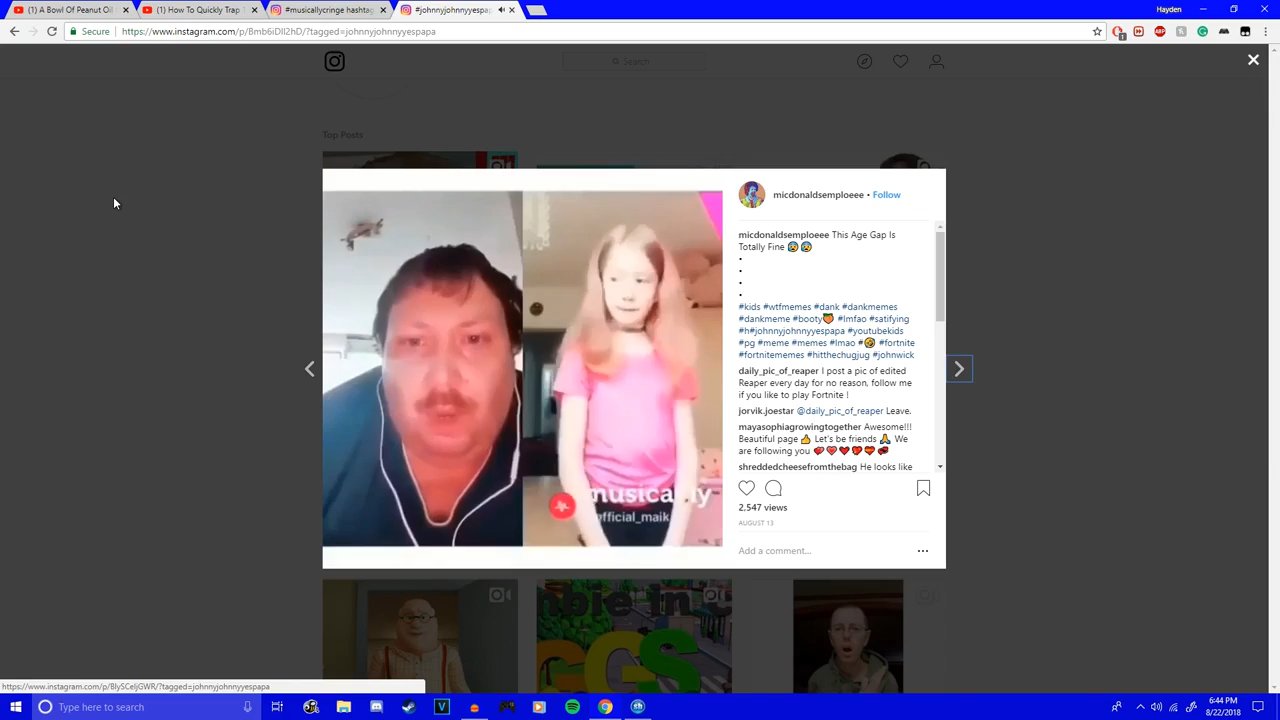 (1) A Bowl Of Peanut Oil
(1) How To Quickly Trap
#musicallycringe hashtag
#johnnyjohnnyyespapa
Hayden
Secure
https://www.instagram.com/p/Bmb6iDll2hD/?tagged=johnnyjohnnyyespapa
Search
Top Posts
micdonaldsemploeee • Follow
micdonaldsemploeee This Age Gap Is
Totally Fine 😰😰
•
•
•
•
#kids #wtfmemes #dank #dankmemes
#dankmeme #booty🍑 #lmfao #satifying
#h#johnnyjohnnyyespapa #youtubekids
#pg #meme #memes #lmao #🤣 #fortnite
#fortnitememes #hitthechugjug #johnwick
daily_pic_of_reaper I post a pic of edited
Reaper every day for no reason, follow me
if you like to play Fortnite !
jorvik.joestar @daily_pic_of_reaper Leave.
mayasophiagrowingtogether Awesome!!!
Beautiful page 👍 Let's be friends 🙏 We
are following you
shreddedcheesefromthebag He looks like
musical.ly
official_maik
2,547 views
AUGUST 13
Add a comment...
GGS
https://www.instagram.com/p/BlySCeIjGWR/?tagged=johnnyjohnnyyespapa
Type here to search
6:44 PM
8/22/2018